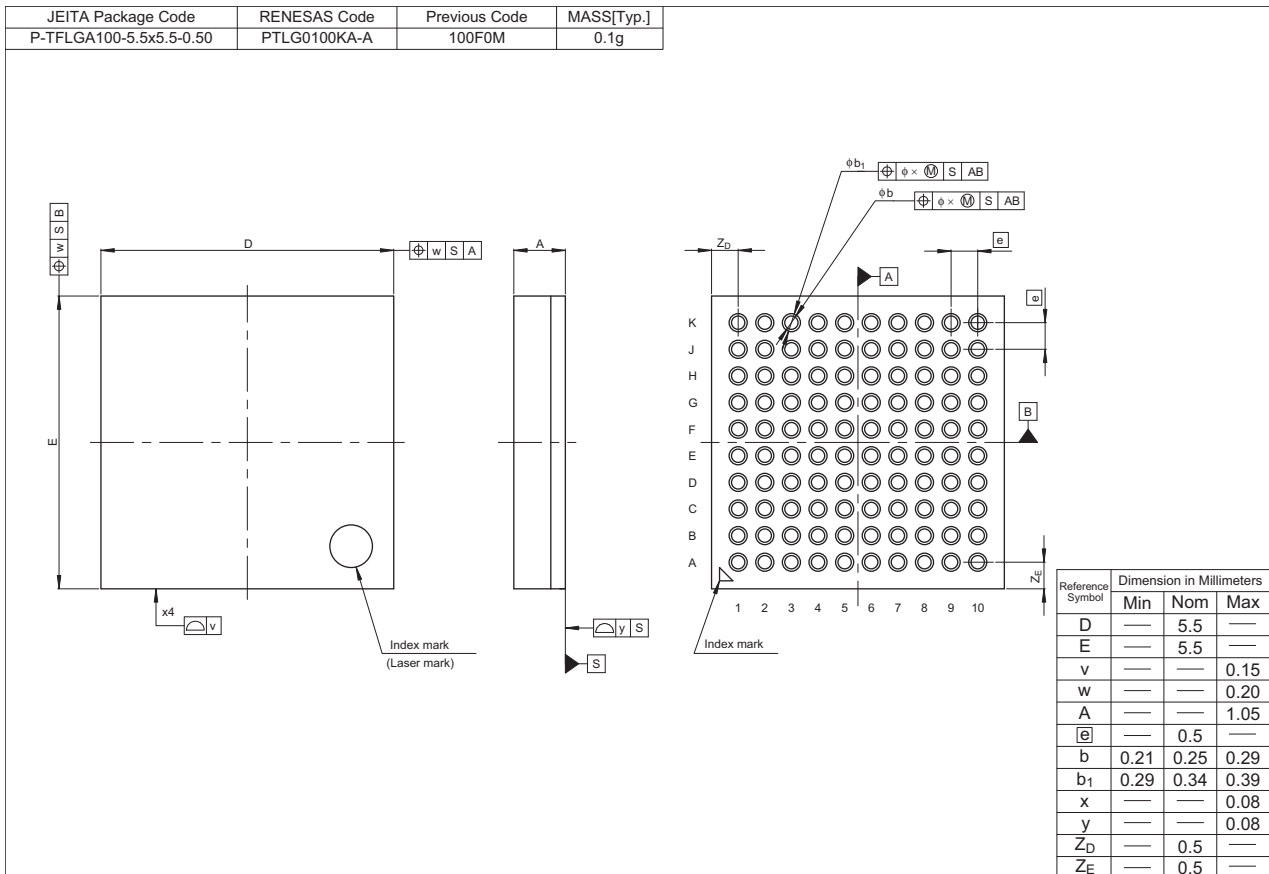 JEITA Package Code RENESAS Code Previous Code MASS[Typ.]
P-TFLGA100-5.5x5.5-0.50 PTLG0100KA-A 100F0M 0.1g
φb1 ⌖ φ× Ⓜ S AB
φb ⌖ φ× Ⓜ S AB
⌖ w S B
D
⌖ w S A
A
ZD
e
A
e
E
K
J
H
G
F
E
D
C
B
A
B
ZE
1 2 3 4 5 6 7 8 9 10
x4
⌓ v
Index mark
(Laser mark)
⌓ y S
S
Index mark
Reference Symbol Dimension in Millimeters
Min Nom Max
D — 5.5 —
E — 5.5 —
v — — 0.15
w — — 0.20
A — — 1.05
e — 0.5 —
b 0.21 0.25 0.29
b1 0.29 0.34 0.39
x — — 0.08
y — — 0.08
ZD — 0.5 —
ZE — 0.5 —